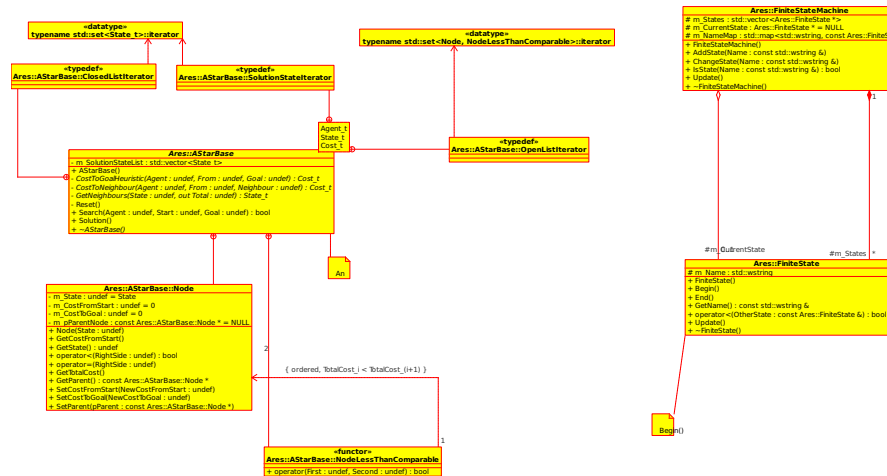 «datatype»
typename std::set<State_t>::iterator
«datatype»
typename std::set<Node, NodeLessThanComparable>::iterator
«typedef»
Ares::AStarBase::ClosedListIterator
«typedef»
Ares::AStarBase::SolutionStateIterator
Agent_t
State_t
Cost_t
«typedef»
Ares::AStarBase::OpenListIterator
Ares::AStarBase
- m_SolutionStateList : std::vector<State_t>
+ AStarBase()
- CostToGoalHeuristic(Agent : undef, From : undef, Goal : undef) : Cost_t
- CostToNeighbour(Agent : undef, From : undef, Neighbour : undef) : Cost_t
- GetNeighbours(State : undef, out Total : undef) : State_t
- Reset()
+ Search(Agent : undef, Start : undef, Goal : undef) : bool
+ Solution()
+ ~AStarBase()
An
Ares::AStarBase::Node
- m_State : undef = State
- m_CostFromStart : undef = 0
- m_CostToGoal : undef = 0
- m_pParentNode : const Ares::AStarBase::Node * = NULL
+ Node(State : undef)
+ GetCostFromStart()
+ GetState() : undef
+ operator<(RightSide : undef) : bool
+ operator=(RightSide : undef)
+ GetTotalCost()
+ GetParent() : const Ares::AStarBase::Node *
+ SetCostFromStart(NewCostFromStart : undef)
+ SetCostToGoal(NewCostToGoal : undef)
+ SetParent(pParent : const Ares::AStarBase::Node *)
2
{ ordered, TotalCost_i < TotalCost_(i+1) }
1
«functor»
Ares::AStarBase::NodeLessThanComparable
+ operator(First : undef, Second : undef) : bool
Ares::FiniteStateMachine
# m_States : std::vector<Ares::FiniteState *>
# m_CurrentState : Ares::FiniteState * = NULL
# m_NameMap : std::map<std::wstring, const Ares::FiniteSt
+ FiniteStateMachine()
+ AddState(Name : const std::wstring &)
+ ChangeState(Name : const std::wstring &)
+ IsState(Name : const std::wstring &) : bool
+ Update()
+ ~FiniteStateMachine()
1
#m_CurrentState
#m_States *
Ares::FiniteState
# m_Name : std::wstring
+ FiniteState()
+ Begin()
+ End()
+ GetName() : const std::wstring &
+ operator<(OtherState : const Ares::FiniteState &) : bool
+ Update()
+ ~FiniteState()
Begin()